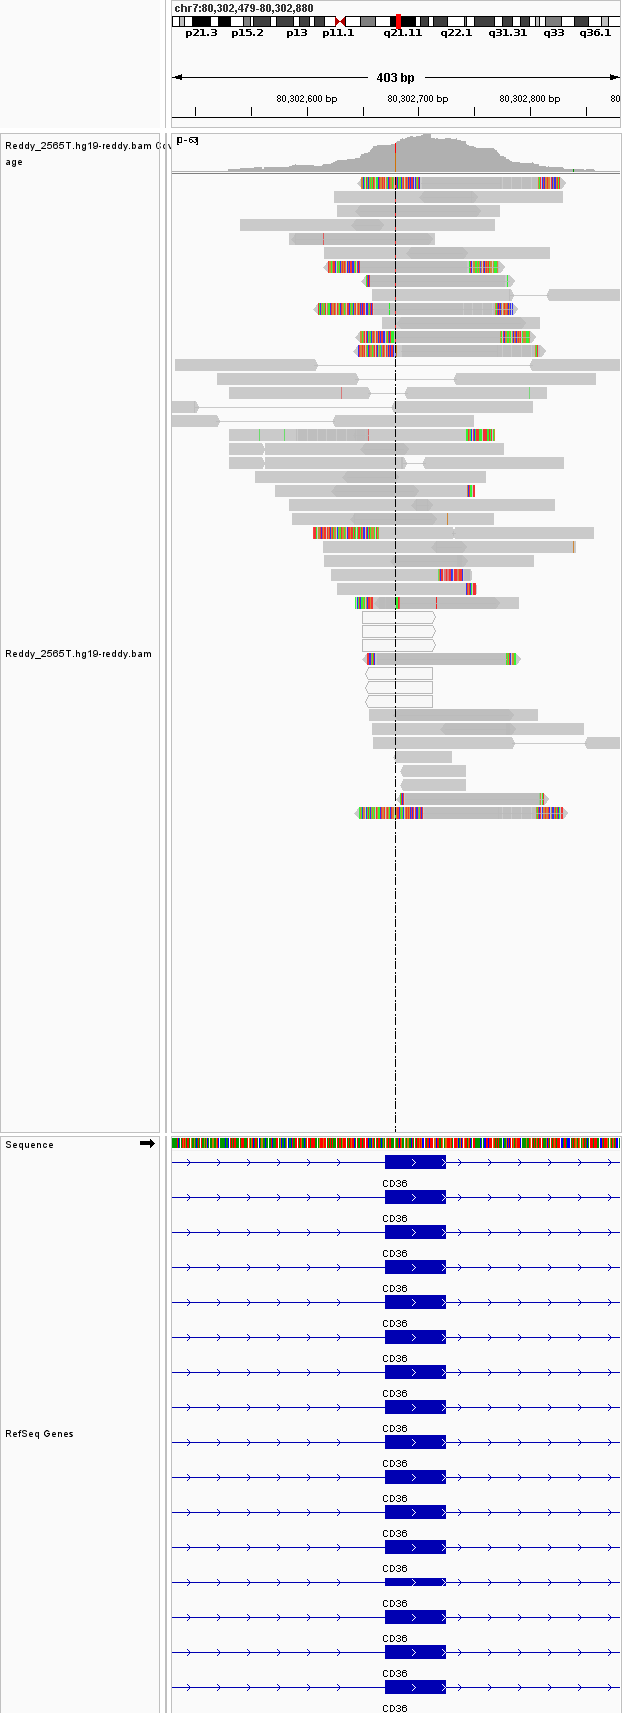 chr7:80,302,479-80,302,880
p21.3 p15.2 p13 p11.1 q21.11 q22.1 q31.31 q33 q36.1
403 bp
80,302,600 bp 80,302,700 bp 80,302,800 bp 80
Reddy_2565T.hg19-reddy.bam Cov
age
[0-63]
Reddy_2565T.hg19-reddy.bam
Sequence
CD36
CD36
CD36
CD36
CD36
CD36
CD36
RefSeq Genes
CD36
CD36
CD36
CD36
CD36
CD36
CD36
CD36
CD36